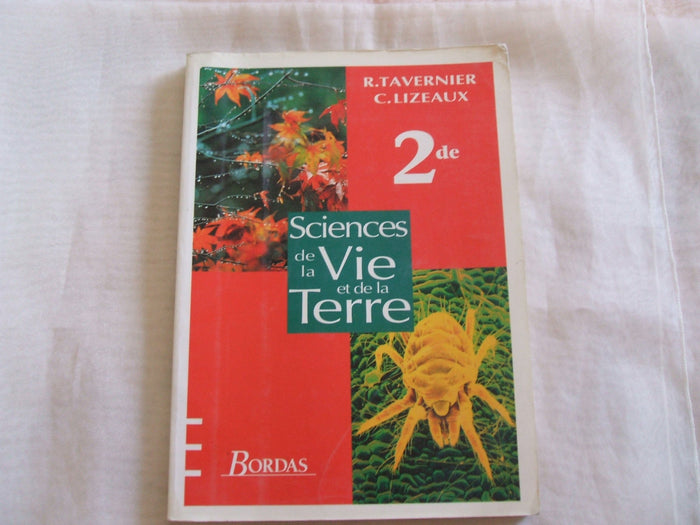 R.TAVERNIER
C.LIZEAUX
2de
Sciences
de la Vie
et de la
Terre
BORDAS